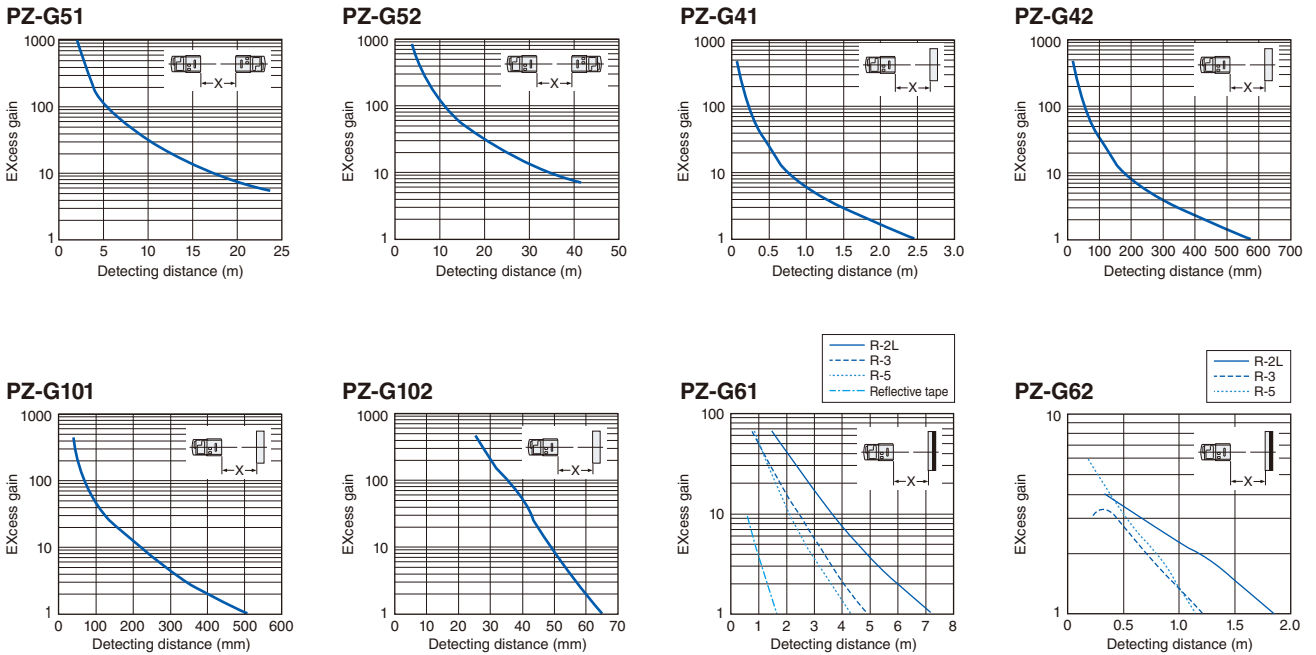 PZ-G51
PZ-G52
PZ-G41
PZ-G42
1000
100
10
1
EXcess gain
X
0 5 10 15 20 25
Detecting distance (m)
1000
100
10
1
EXcess gain
X
0 10 20 30 40 50
Detecting distance (m)
1000
100
10
1
EXcess gain
X
0 0.5 1.0 1.5 2.0 2.5 3.0
Detecting distance (m)
1000
100
10
1
EXcess gain
X
0 100 200 300 400 500 600 700
Detecting distance (mm)
PZ-G101
PZ-G102
PZ-G61
PZ-G62
1000
100
10
1
EXcess gain
X
0 100 200 300 400 500 600
Detecting distance (mm)
1000
100
10
1
EXcess gain
X
0 10 20 30 40 50 60 70
Detecting distance (mm)
R-2L
R-3
R-5
Reflective tape
100
10
1
EXcess gain
X
0 1 2 3 4 5 6 7 8
Detecting distance (m)
R-2L
R-3
R-5
10
1
EXcess gain
X
0 0.5 1.0 1.5 2.0
Detecting distance (m)